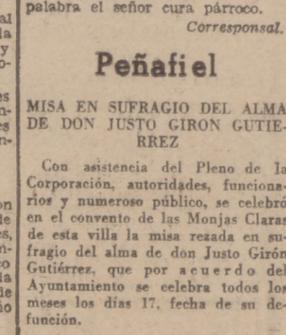 palabra el señor cura párroco.
Corresponsal.
Peñafiel
MISA EN SUFRAGIO DEL ALMA
DE DON JUSTO GIRON GUTIE-
RREZ
Con asistencia del Pleno de la
Corporación, autoridades, funciona-
rios y numeroso público, se celebró
en el convento de las Monjas Claras
de esta villa la misa rezada en su-
fragio del alma de don Justo Girón
Gutiérrez, que por acuerdo del
Ayuntamiento se celebra todos los
meses los días 17, fecha de su de-
función.